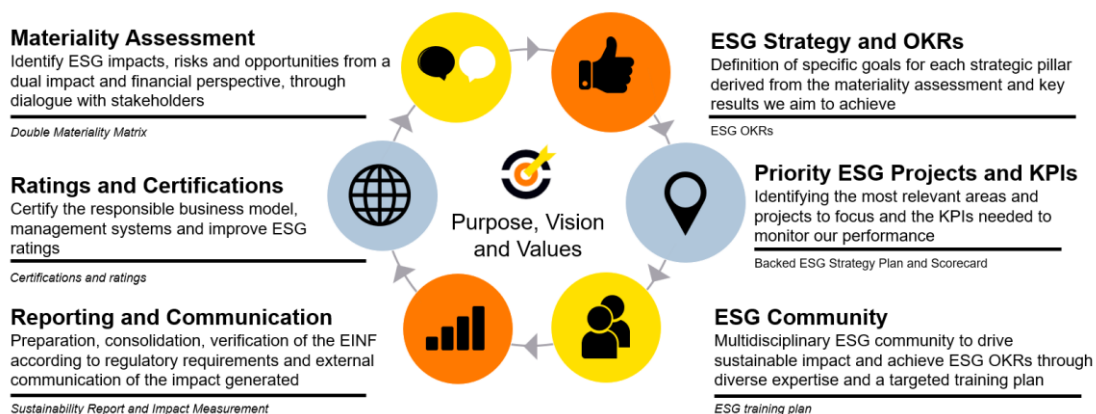 Materiality Assessment
Identify ESG impacts, risks and opportunities from a
dual impact and financial perspective, through
dialogue with stakeholders
Double Materiality Matrix
ESG Strategy and OKRs
Definition of specific goals for each strategic pillar
derived from the materiality assessment and key
results we aim to achieve
ESG OKRs
Ratings and Certifications
Certify the responsible business model,
management systems and improve ESG
ratings
Certifications and ratings
Purpose, Vision
and Values
Priority ESG Projects and KPIs
Identifying the most relevant areas and
projects to focus and the KPIs needed to
monitor our performance
Backed ESG Strategy Plan and Scorecard
Reporting and Communication
Preparation, consolidation, verification of the EINF
according to regulatory requirements and external
communication of the impact generated
Sustainability Report and Impact Measurement
ESG Community
Multidisciplinary ESG community to drive
sustainable impact and achieve ESG OKRs through
diverse expertise and a targeted training plan
ESG training plan